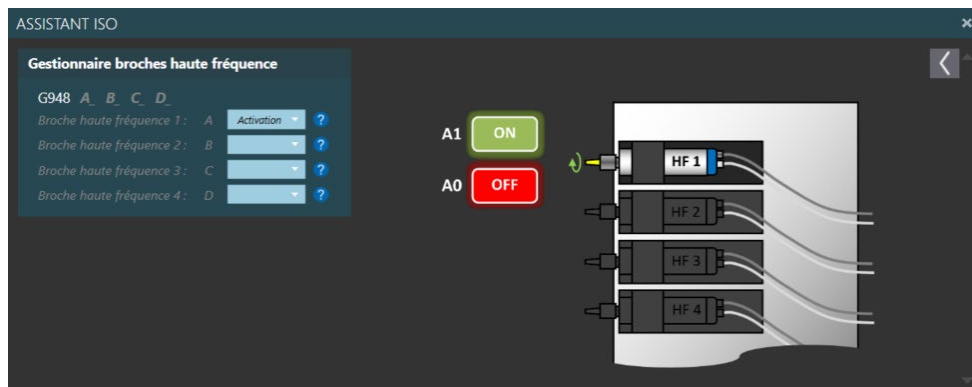 ASSISTANT ISO
Gestionnaire broches haute fréquence
G948 A_ B_ C_ D_
Broche haute fréquence 1 : A Activation ?
Broche haute fréquence 2 : B ?
Broche haute fréquence 3 : C ?
Broche haute fréquence 4 : D ?
A1 ON
A0 OFF
HF 1
HF 2
HF 3
HF 4